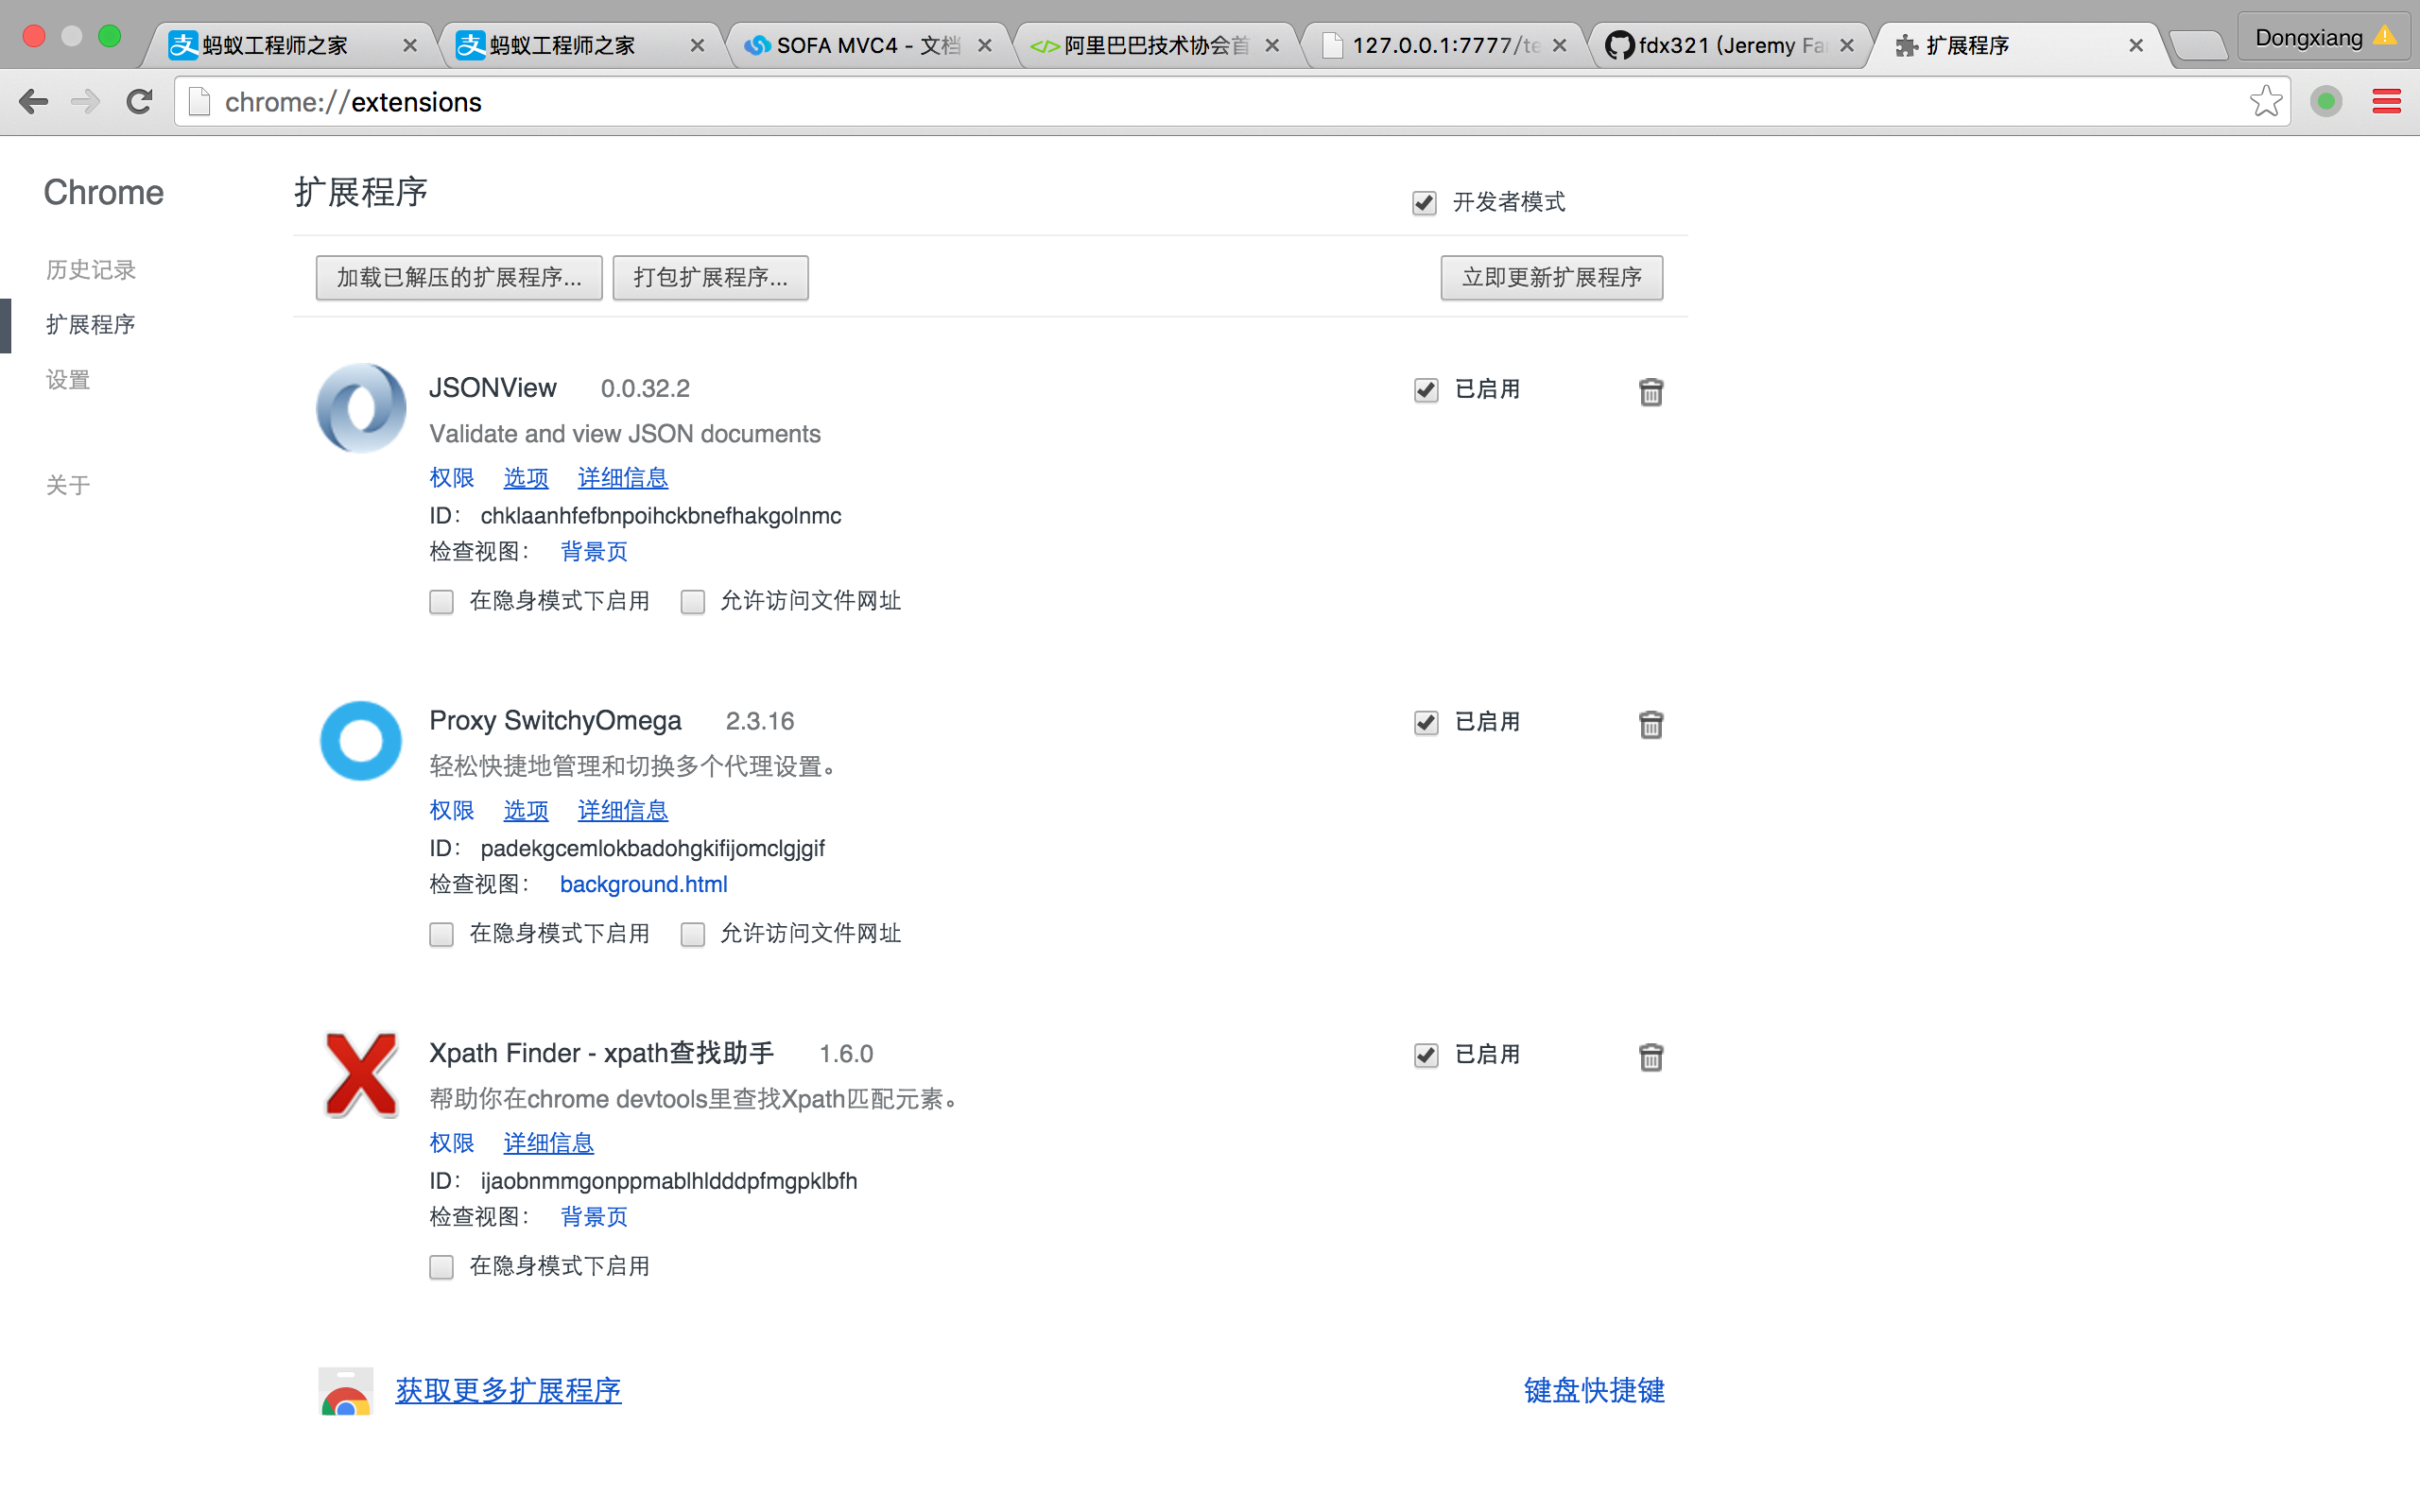 蚂蚁工程师之家
蚂蚁工程师之家
SOFA MVC4 - 文档
阿里巴巴技术协会首
127.0.0.1:7777/te
fdx321 (Jeremy Fa
扩展程序
Dongxiang
chrome://extensions
Chrome
扩展程序
开发者模式
历史记录
扩展程序
设置
关于
加载已解压的扩展程序... 打包扩展程序... 立即更新扩展程序
JSONView 0.0.32.2 已启用
Validate and view JSON documents
权限 选项 详细信息
ID： chklaanhfefbnpoihckbnefhakgolnmc
检查视图： 背景页
在隐身模式下启用 允许访问文件网址
Proxy SwitchyOmega 2.3.16 已启用
轻松快捷地管理和切换多个代理设置。
权限 选项 详细信息
ID： padekgcemlokbadohgkifijomclgjgif
检查视图： background.html
在隐身模式下启用 允许访问文件网址
Xpath Finder - xpath查找助手 1.6.0 已启用
帮助你在chrome devtools里查找Xpath匹配元素。
权限 详细信息
ID： ijaobnmmgonppmablhldddpfmgpklbfh
检查视图： 背景页
在隐身模式下启用
获取更多扩展程序 键盘快捷键